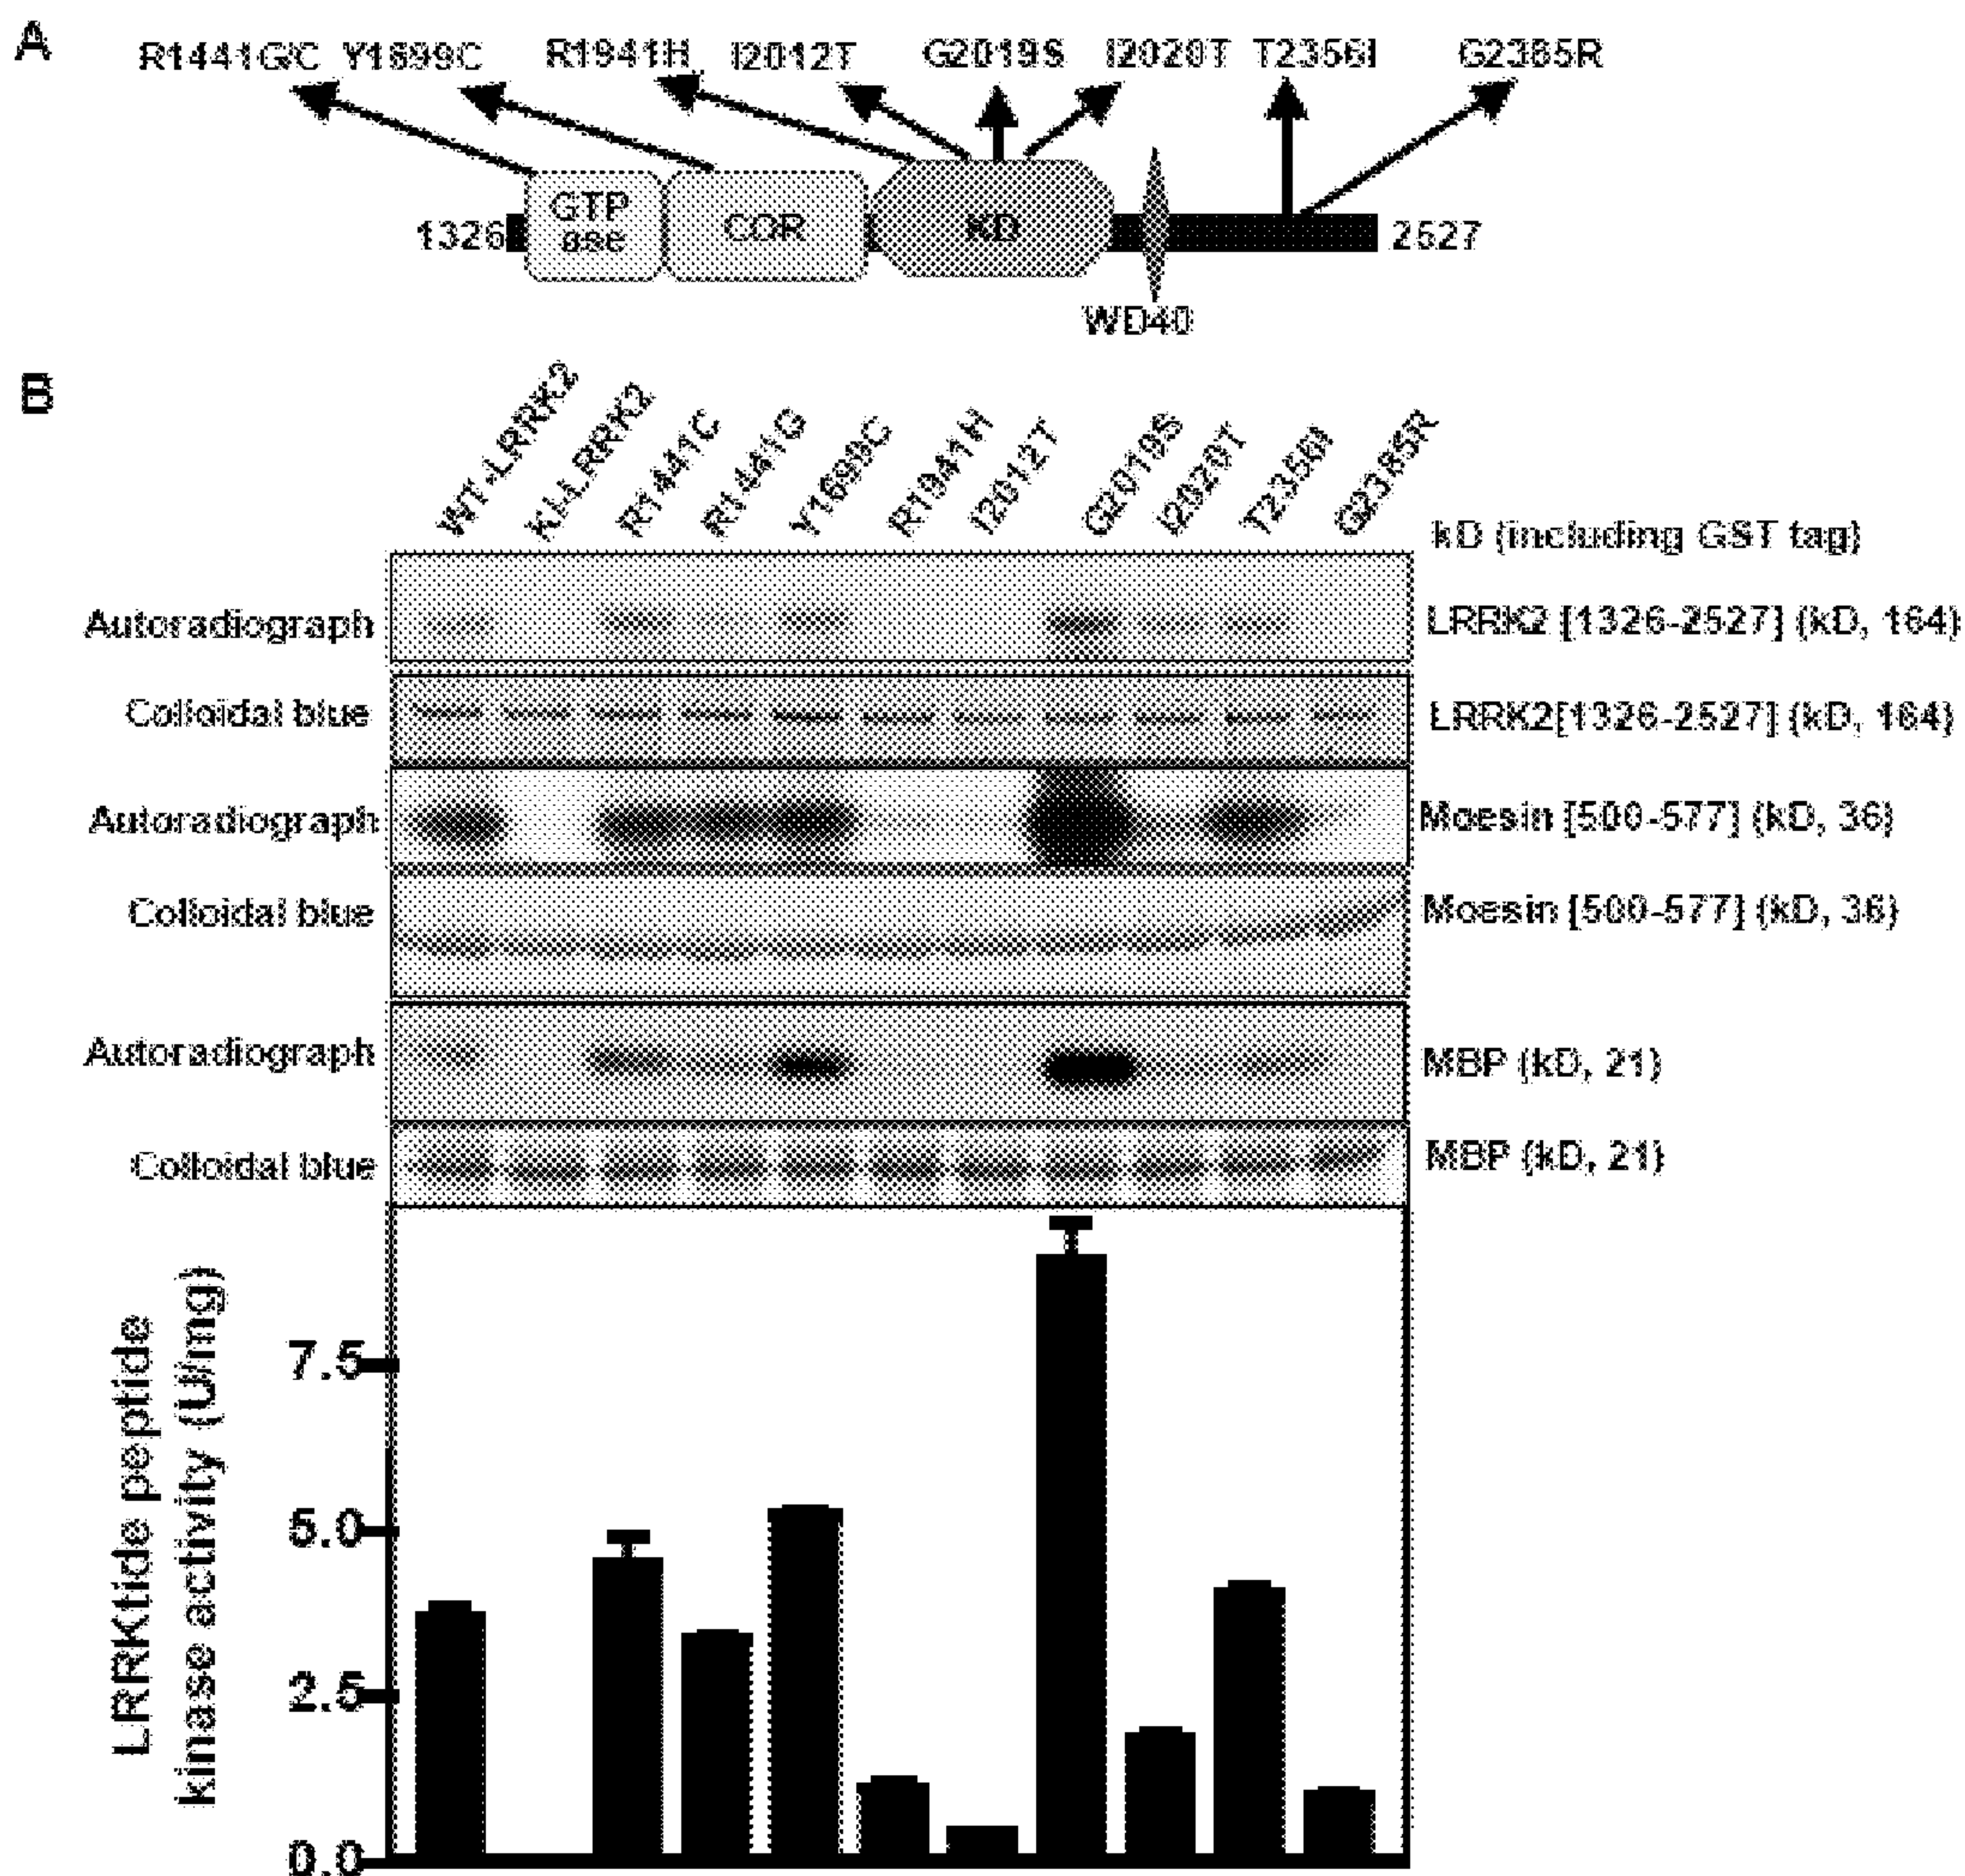 A
R1441G/C Y1699C R1941H I2012T G2019S I2020T T2356I G2385R
GTP
ase
COR
KD
1326
2527
WD40
B
WT-LRRK2
KI-LRRK2
R1441C
R1441G
Y1699C
R1941H
I2012T
G2019S
I2020T
T2356I
G2385R
kD (including GST tag)
Autoradiograph
LRRK2 [1326-2527] (kD, 164)
Colloidal blue
LRRK2[1326-2527] (kD, 164)
Autoradiograph
Moesin [500-577] (kD, 36)
Colloidal blue
Moesin [500-577] (kD, 36)
Autoradiograph
MBP (kD, 21)
Colloidal blue
MBP (kD, 21)
LRRKtide peptide
kinase activity (U/mg)
7.5
5.0
2.5
0.0